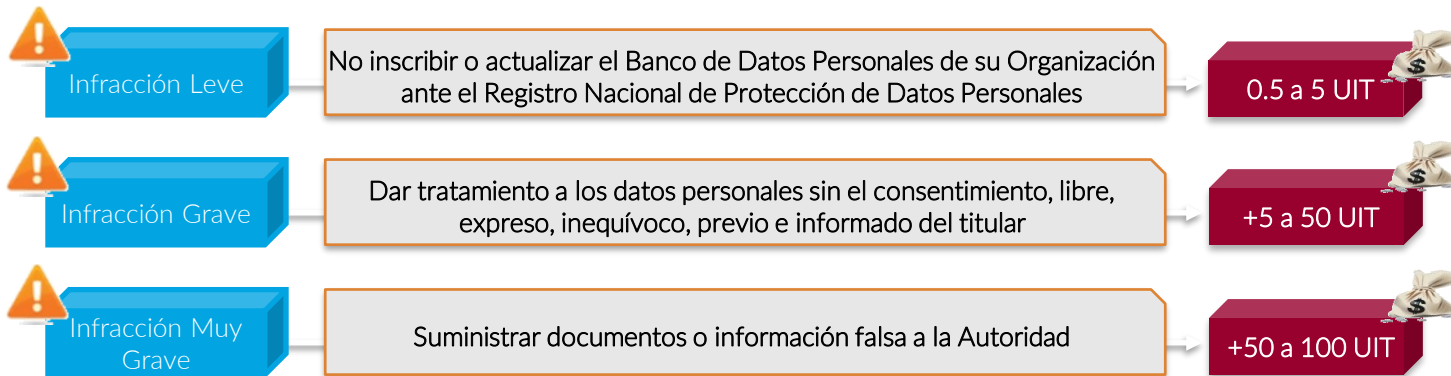 Infracción Leve
No inscribir o actualizar el Banco de Datos Personales de su Organización
ante el Registro Nacional de Protección de Datos Personales
0.5 a 5 UIT
Infracción Grave
Dar tratamiento a los datos personales sin el consentimiento, libre,
expreso, inequívoco, previo e informado del titular
+5 a 50 UIT
Infracción Muy
Grave
Suministrar documentos o información falsa a la Autoridad
+50 a 100 UIT